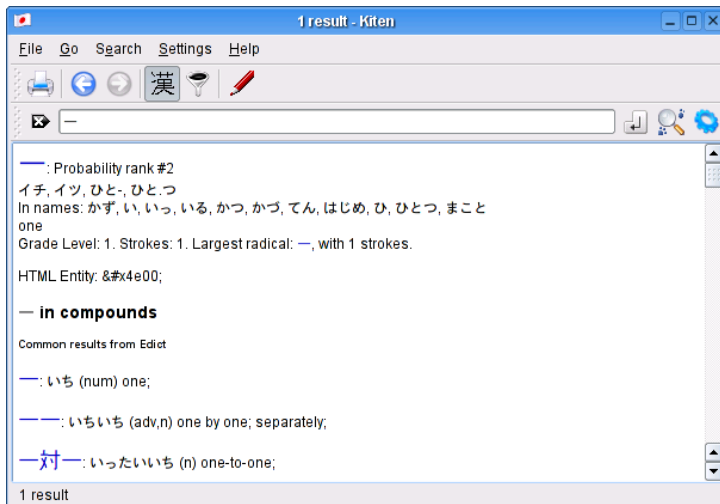 1 result - Kiten
File Go Search Settings Help
漢
一
一: Probability rank #2
イチ, イツ, ひと-, ひと.つ
In names: かず, い, いっ, いる, かつ, かづ, てん, はじめ, ひ, ひとつ, まこと
one
Grade Level: 1. Strokes: 1. Largest radical: 一, with 1 strokes.
HTML Entity: &#x4e00;
一 in compounds
Common results from Edict
一: いち (num) one;
一一: いちいち (adv,n) one by one; separately;
一対一: いったいいち (n) one-to-one;
1 result